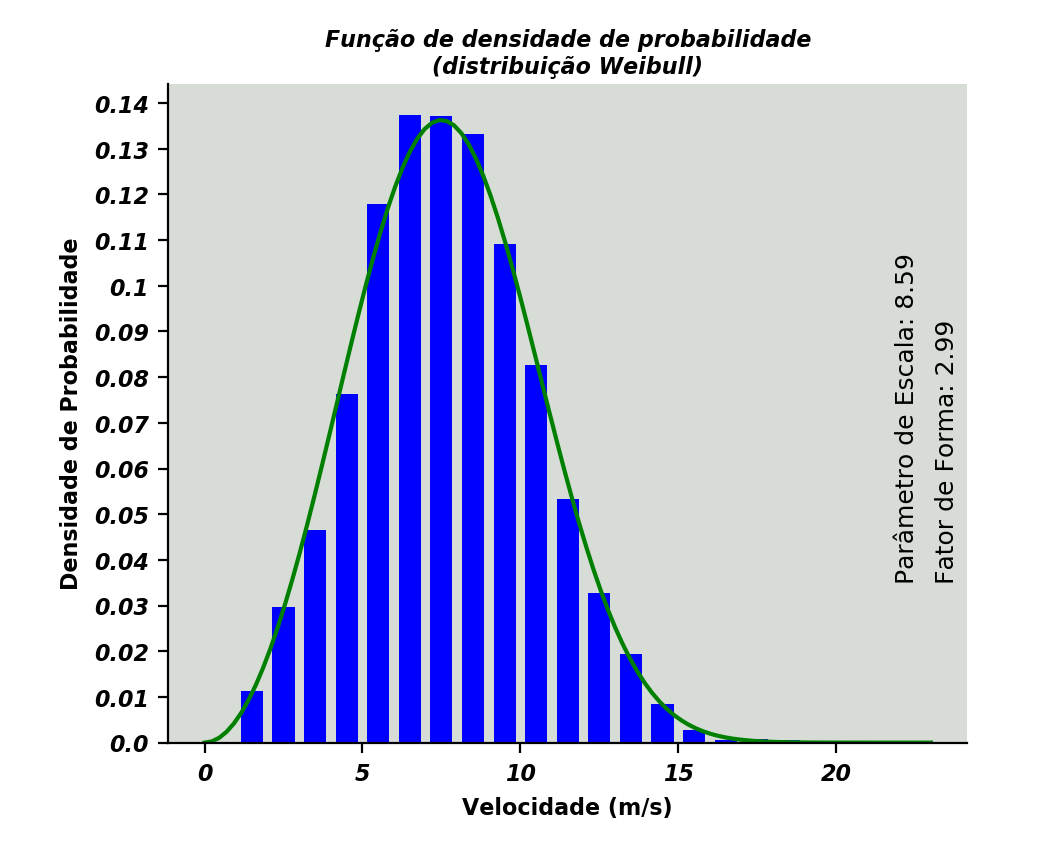 Função de densidade de probabilidade
(distribuição Weibull)
Densidade de Probabilidade
0.14
0.13
0.12
0.11
0.1
0.09
0.08
0.07
0.06
0.05
0.04
0.03
0.02
0.01
0.0
Parâmetro de Escala: 8.59
Fator de Forma: 2.99
0 5 10 15 20
Velocidade (m/s)